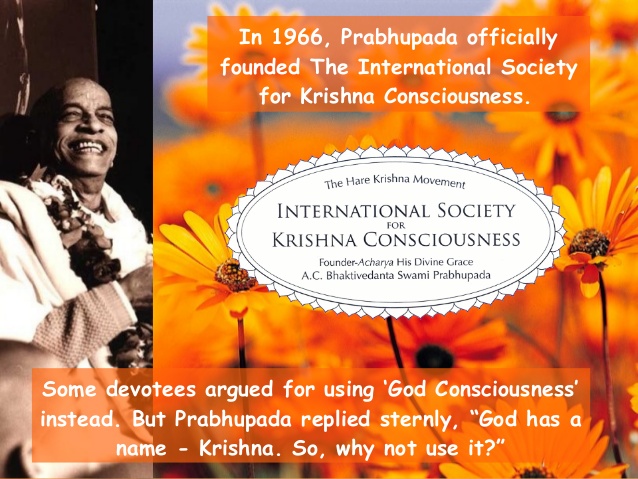 In 1966, Prabhupada officially
founded The International Society
for Krishna Consciousness.
The Hare Krishna Movement
INTERNATIONAL SOCIETY
FOR
KRISHNA CONSCIOUSNESS
Founder-Acharya His Divine Grace
A.C. Bhaktivedanta Swami Prabhupada
Some devotees argued for using ‘God Consciousness’
instead. But Prabhupada replied sternly, “God has a
name - Krishna. So, why not use it?”